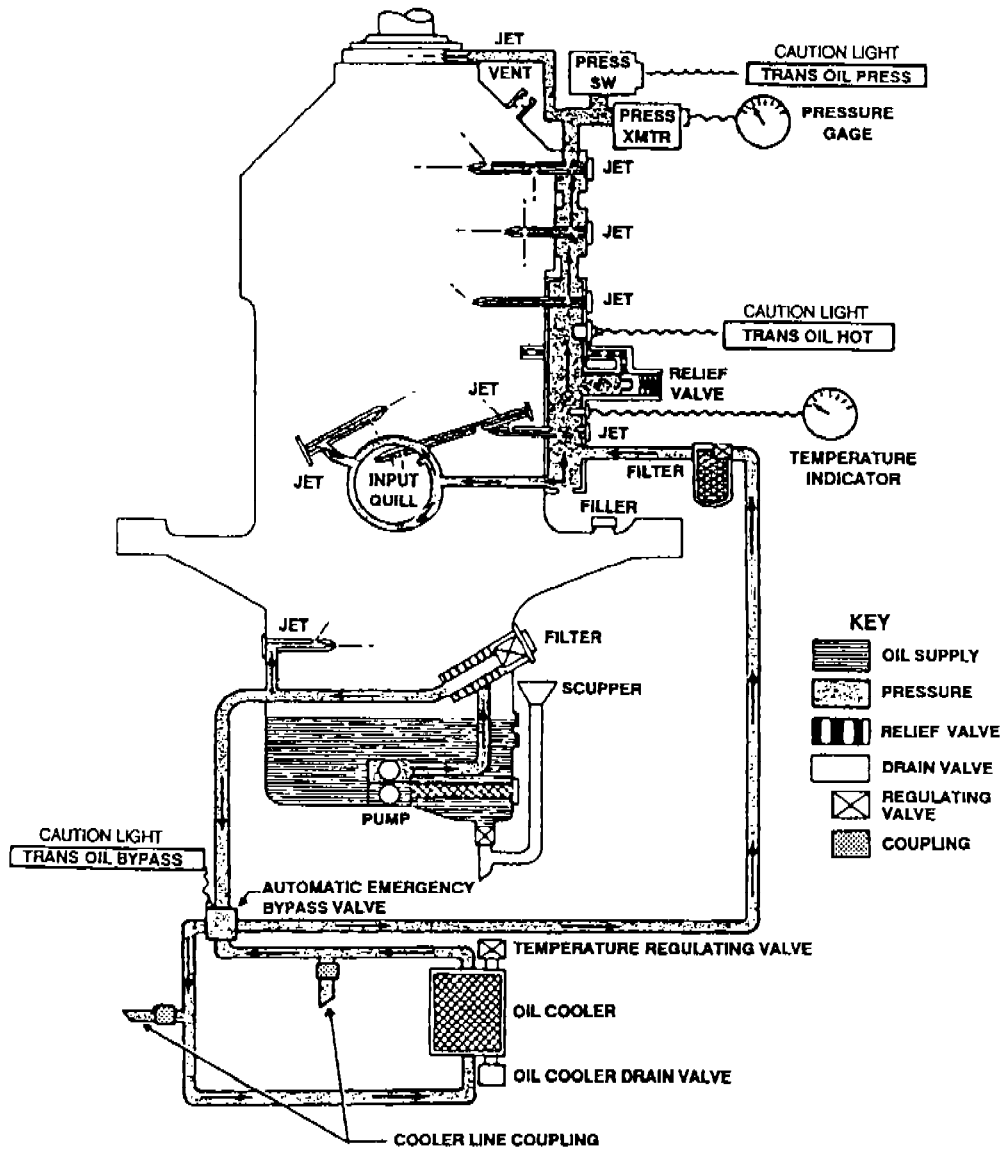 JET
VENT
PRESS
SW
CAUTION LIGHT
TRANS OIL PRESS
PRESS
XMTR
PRESSURE
GAGE
JET
JET
JET
CAUTION LIGHT
TRANS OIL HOT
RELIEF
VALVE
JET
JET
TEMPERATURE
INDICATOR
JET
INPUT
QUILL
FILTER
FILLER
JET
FILTER
SCUPPER
PUMP
KEY
OIL SUPPLY
PRESSURE
RELIEF VALVE
DRAIN VALVE
REGULATING
VALVE
COUPLING
CAUTION LIGHT
TRANS OIL BYPASS
AUTOMATIC EMERGENCY
BYPASS VALVE
TEMPERATURE REGULATING VALVE
OIL COOLER
OIL COOLER DRAIN VALVE
COOLER LINE COUPLING